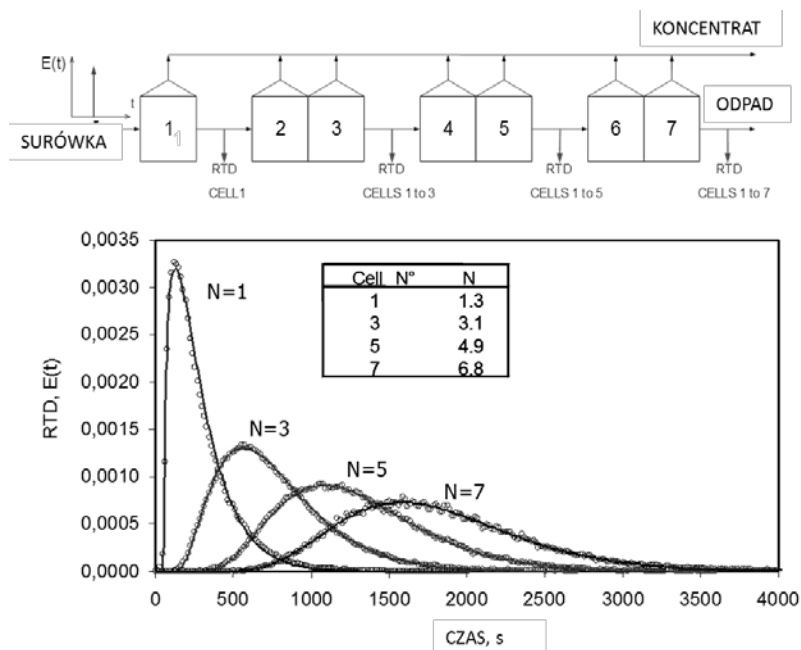 KONCENTRAT
E(t)
t
1 1 2 3 4 5 6 7
SURÓWKA
ODPAD
RTD RTD RTD RTD
CELL1 CELLS 1 to 3 CELLS 1 to 5 CELLS 1 to 7
RTD, E(t)
0,0035
0,0030
0,0025
0,0020
0,0015
0,0010
0,0005
0,0000
N=1
N=3
N=5
N=7
Cell N° N
1 1.3
3 3.1
5 4.9
7 6.8
0 500 1000 1500 2000 2500 3000 3500 4000
CZAS, s